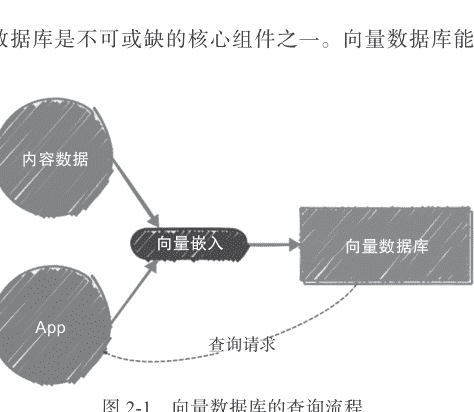 数据库是不可或缺的核心组件之一。向量数据库能
内容数据
向量嵌入
向量数据库
App
查询请求
图 2-1 向量数据库的查询流程